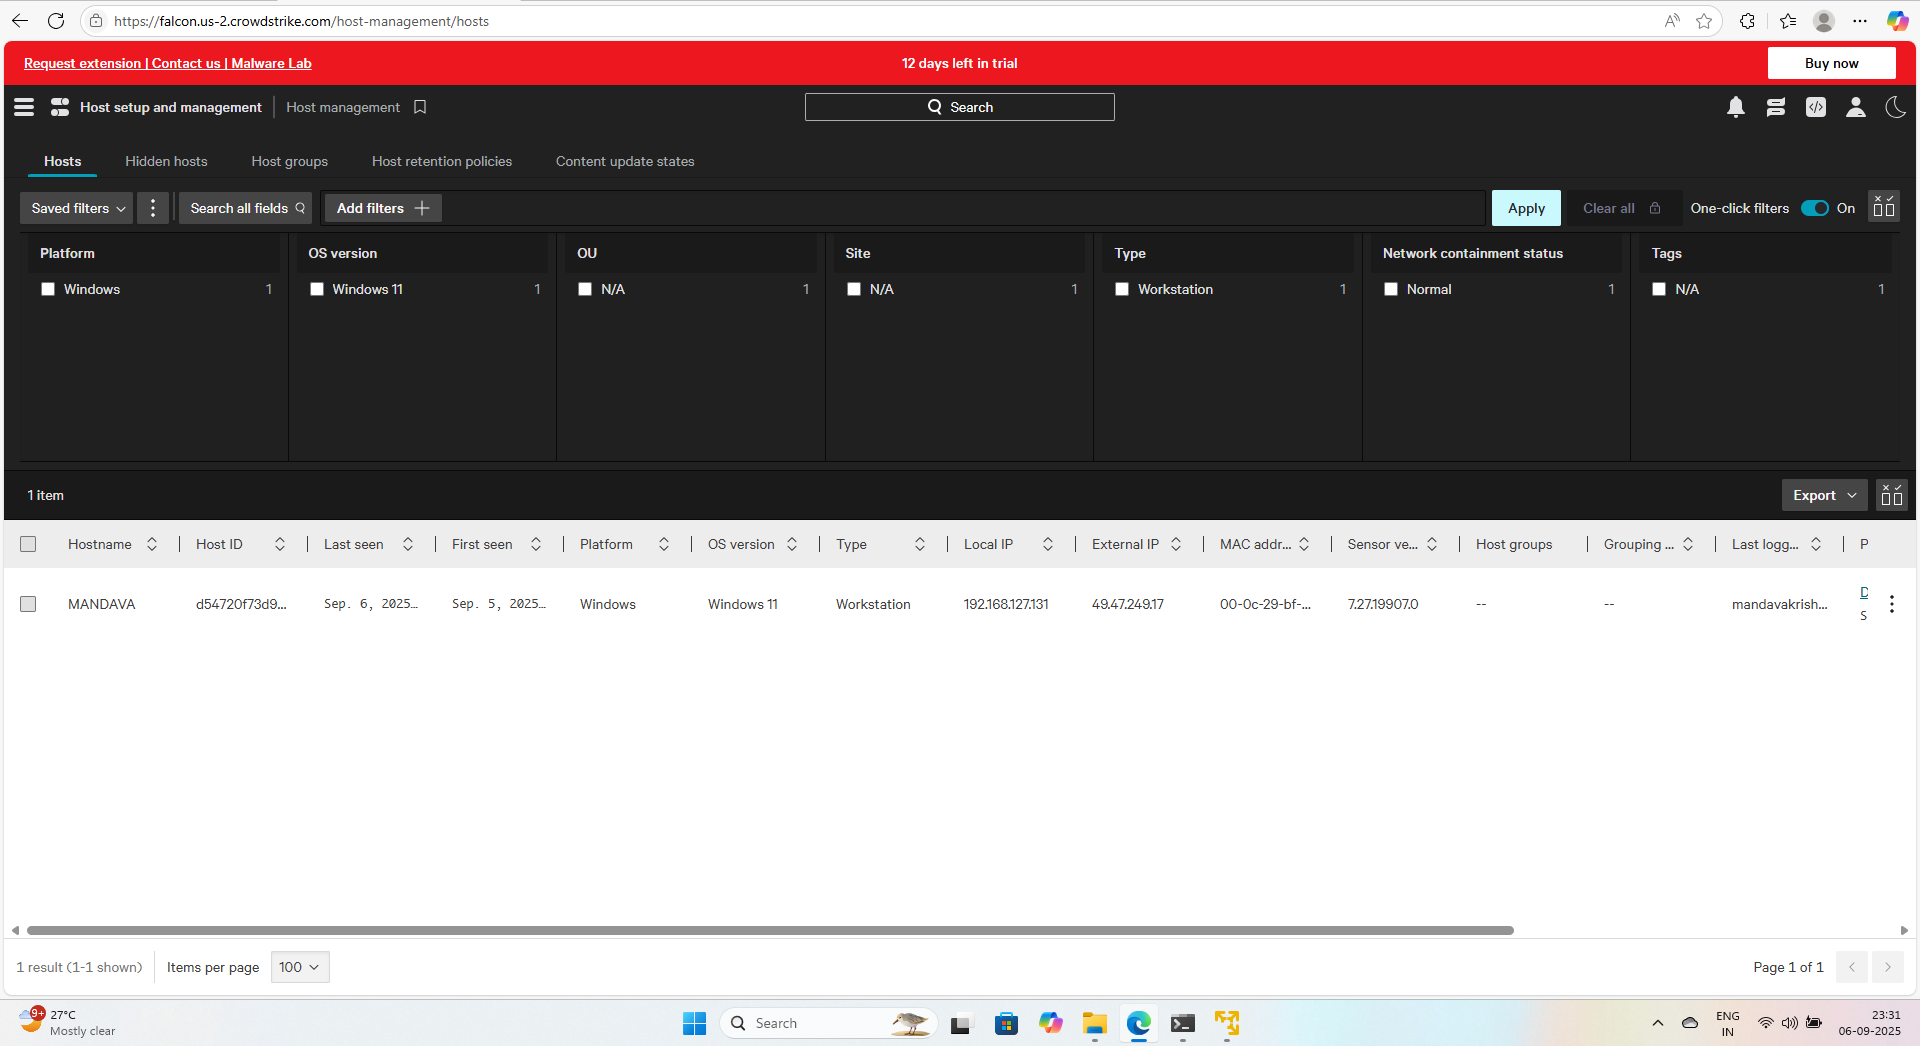 https://falcon.us-2.crowdstrike.com/host-management/hosts
Request extension | Contact us | Malware Lab
12 days left in trial
Buy now
Host setup and management
Host management
Search
Hosts
Hidden hosts
Host groups
Host retention policies
Content update states
Saved filters
Search all fields
Add filters
Apply
Clear all
One-click filters
On
Platform
OS version
OU
Site
Type
Network containment status
Tags
Windows 1
Windows 11 1
N/A 1
N/A 1
Workstation 1
Normal 1
N/A 1
1 item
Export
Hostname Host ID Last seen First seen Platform OS version Type Local IP External IP MAC addr... Sensor ve... Host groups Grouping ... Last logg... P
MANDAVA d54720f73d9... Sep. 6, 2025… Sep. 5, 2025… Windows Windows 11 Workstation 192.168.127.131 49.47.249.17 00-0c-29-bf-... 7.27.19907.0 -- -- mandavakrish... D
S
1 result (1-1 shown)
Items per page
100
Page 1 of 1
9+
27°C
Mostly clear
Search
ENG
IN
23:31
06-09-2025